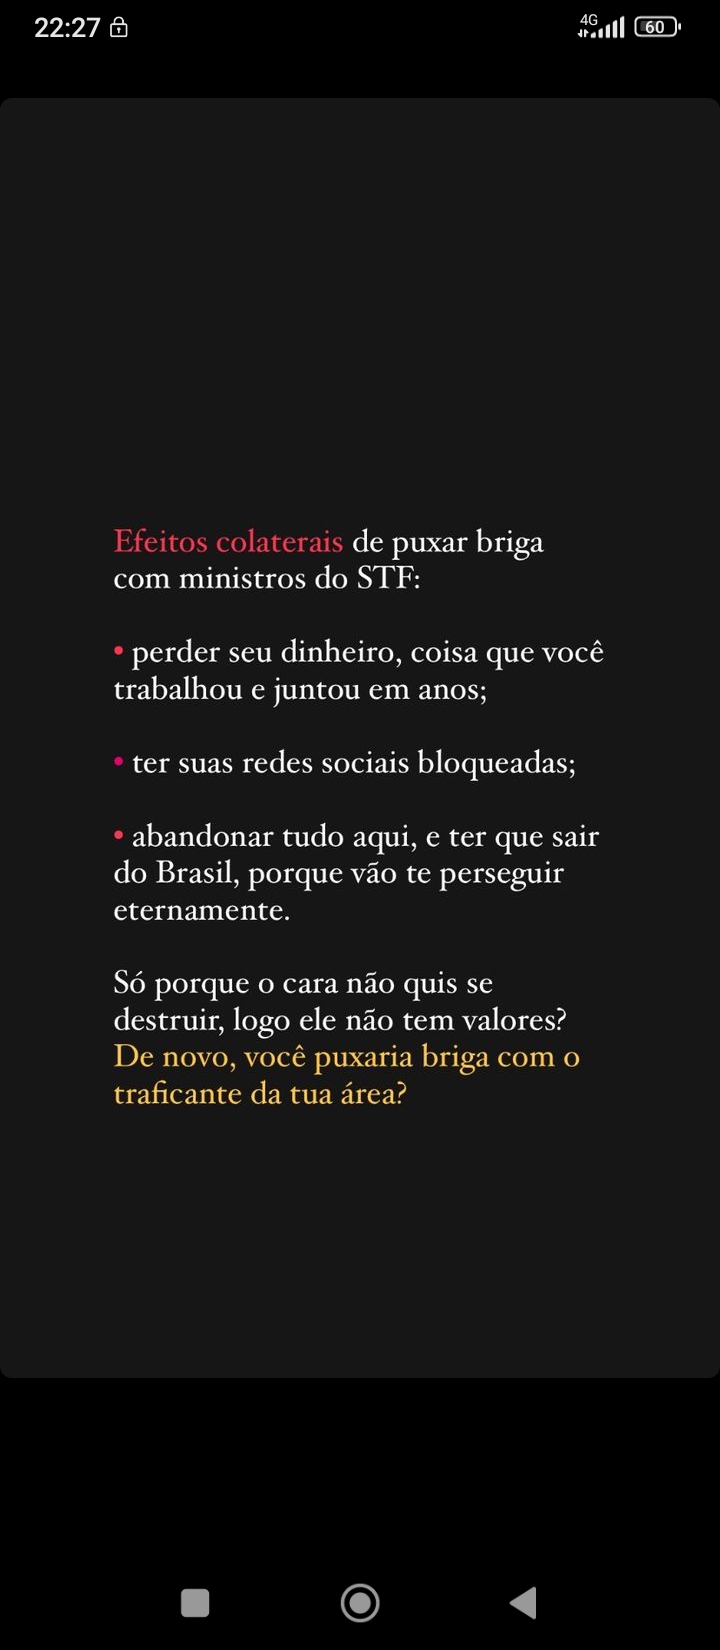 22:27
4G
60
Efeitos colaterais de puxar briga
com ministros do STF:
• perder seu dinheiro, coisa que você
trabalhou e juntou em anos;
• ter suas redes sociais bloqueadas;
• abandonar tudo aqui, e ter que sair
do Brasil, porque vão te perseguir
eternamente.
Só porque o cara não quis se
destruir, logo ele não tem valores?
De novo, você puxaria briga com o
traficante da tua área?